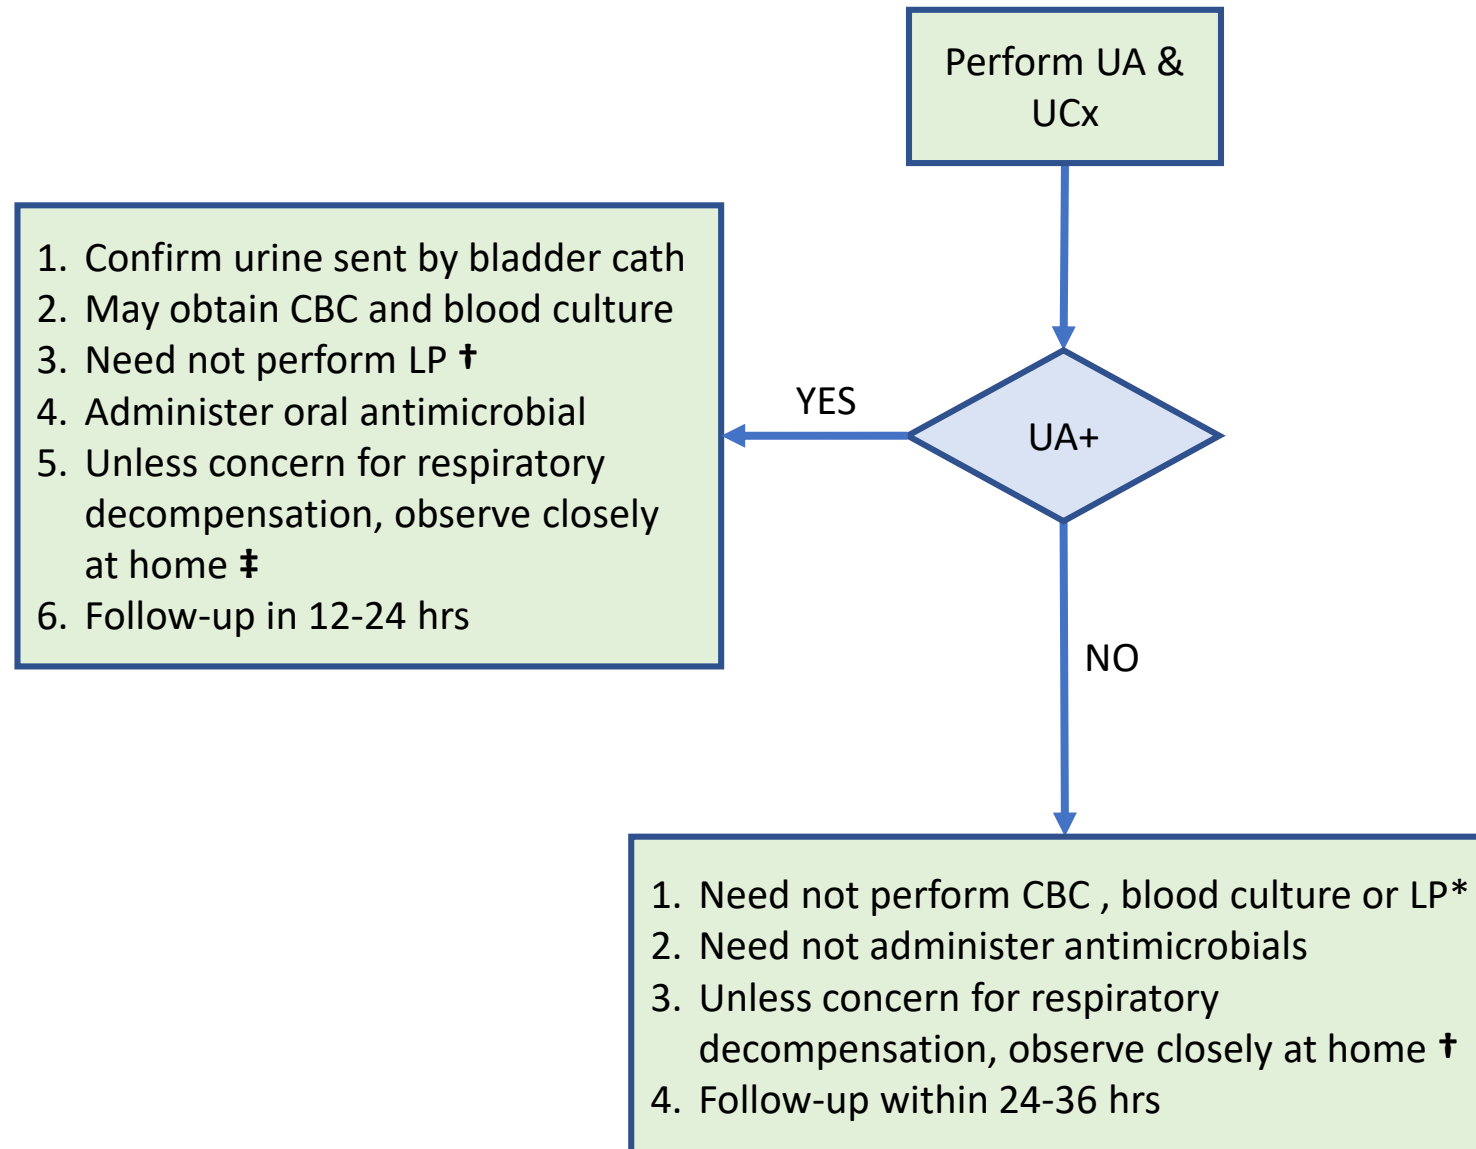 Perform UA &
UCx
1. Confirm urine sent by bladder cath
2. May obtain CBC and blood culture
3. Need not perform LP †
4. Administer oral antimicrobial
5. Unless concern for respiratory
decompensation, observe closely
at home ‡
6. Follow-up in 12-24 hrs
YES
UA+
NO
1. Need not perform CBC , blood culture or LP*
2. Need not administer antimicrobials
3. Unless concern for respiratory
decompensation, observe closely at home †
4. Follow-up within 24-36 hrs